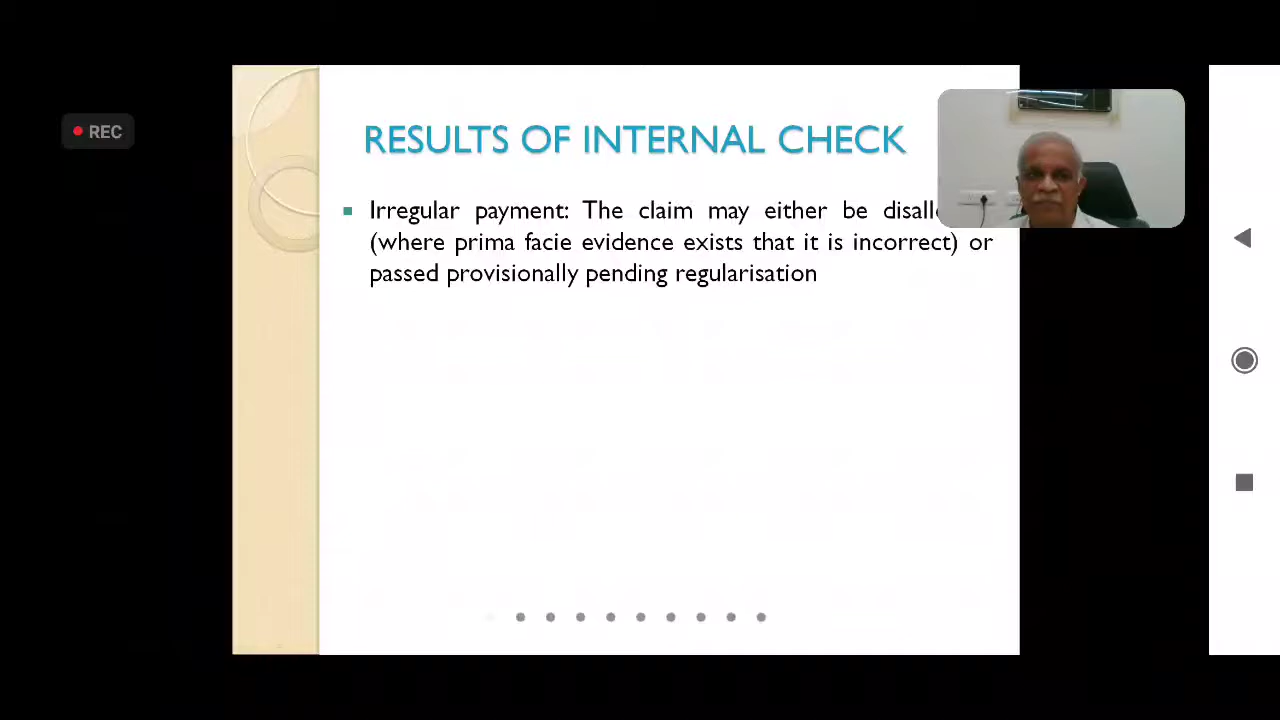 REC
RESULTS OF INTERNAL CHECK
Irregular payment: The claim may either be
(where prima facie evidence exists that it is incorrect) or
passed provisionally pending regularisation